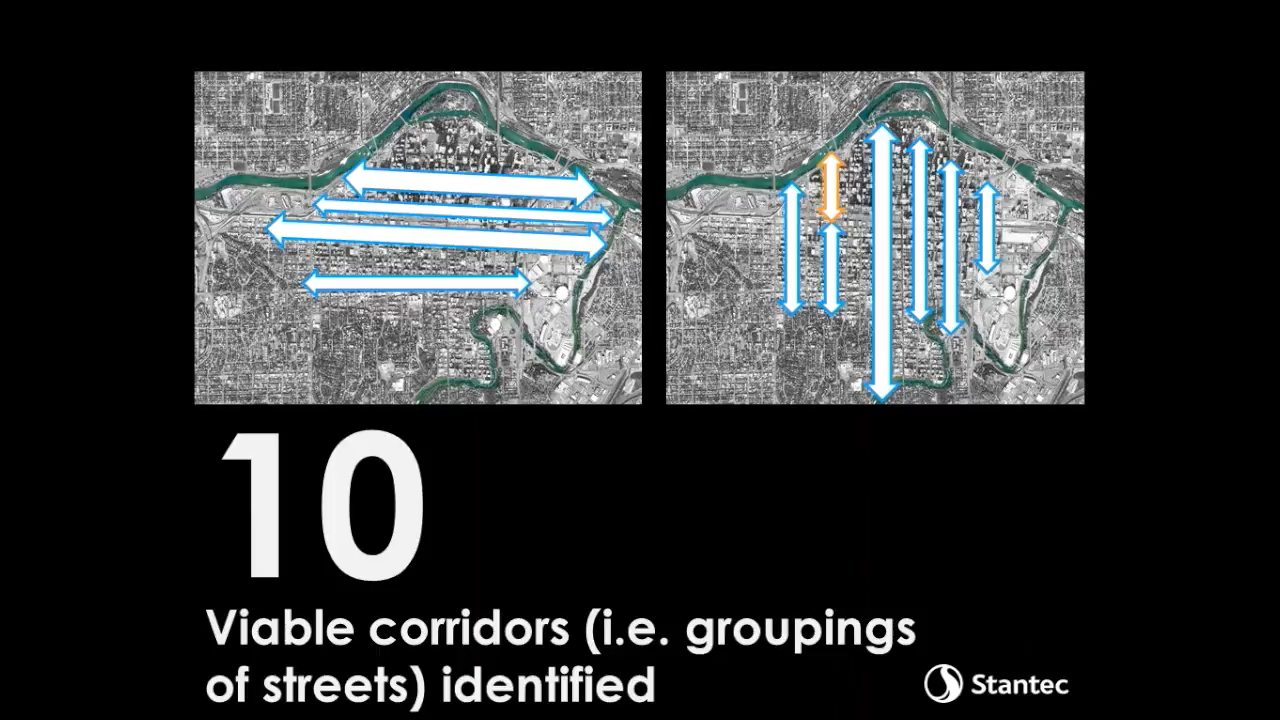 10
Viable corridors (i.e. groupings
of streets) identified
Stantec